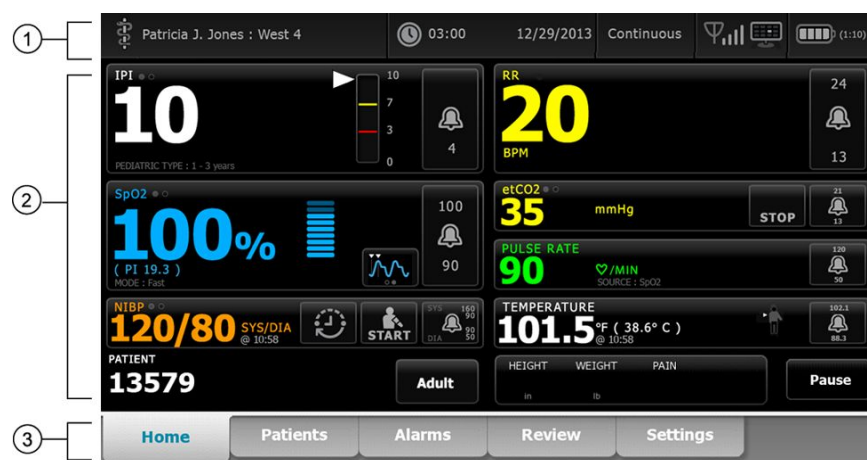 1
Patricia J. Jones : West 4
03:00
12/29/2013
Continuous
(1:10)
2
IPI
10
PEDIATRIC TYPE : 1 - 3 years
10
7
3
0
4
RR
20
BPM
24
13
SpO2
100%
( PI 19.3 )
MODE : Fast
100
90
etCO2
35
mmHg
STOP
21
13
PULSE RATE
90
/MIN
SOURCE : SpO2
120
50
NIBP
120/80
SYS/DIA
@ 10:58
START
SYS 160
90
DIA 90
50
TEMPERATURE
101.5
°F ( 38.6° C )
@ 10:58
102.1
88.3
PATIENT
13579
Adult
HEIGHT WEIGHT PAIN
in lb
Pause
3
Home Patients Alarms Review Settings